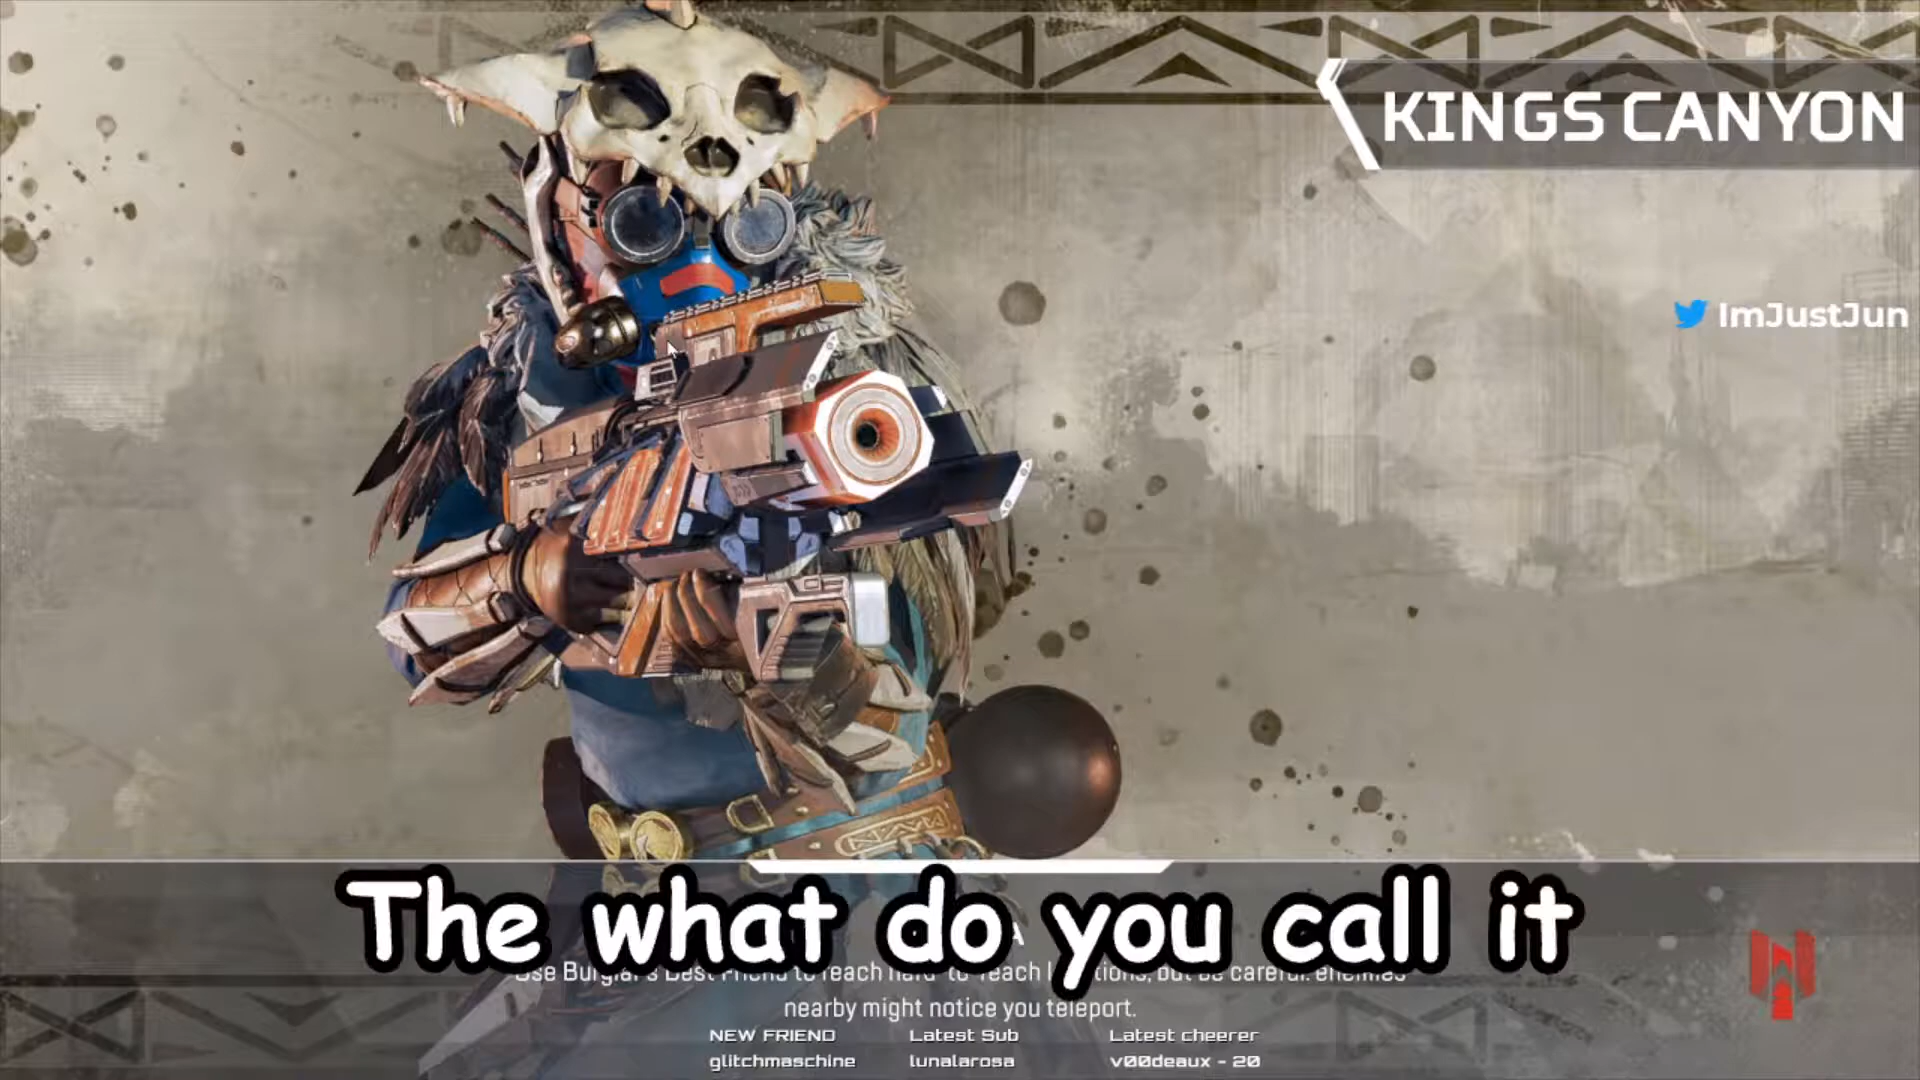 KINGS CANYON
ImJustJun
The what do you call it
nearby might notice you teleport.
NEW FRIEND Latest Sub Latest cheerer
glitchmaschine lunalarosa v00deaux - 20